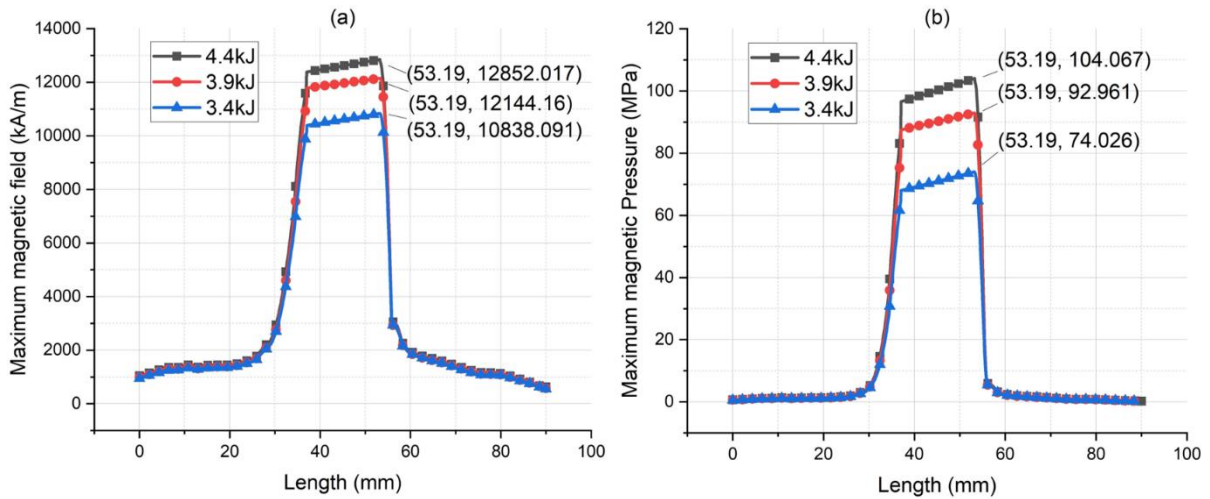 (a)
Maximum magnetic field (kA/m)
14000
12000
10000
8000
6000
4000
2000
0
4.4kJ
3.9kJ
3.4kJ
(53.19, 12852.017)
(53.19, 12144.16)
(53.19, 10838.091)
0
20
40
60
80
100
Length (mm)
(b)
Maximum magnetic Pressure (MPa)
120
100
80
60
40
20
0
4.4kJ
3.9kJ
3.4kJ
(53.19, 104.067)
(53.19, 92.961)
(53.19, 74.026)
0
20
40
60
80
100
Length (mm)